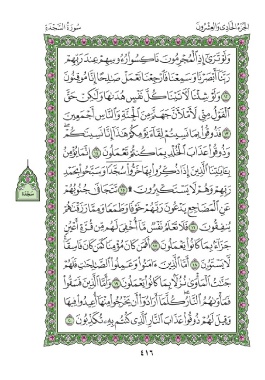 الجزء الحادي والعشرون سورة السجدة
وَلَوْ تَرَىٰٓ إِذِ ٱلْمُجْرِمُونَ نَاكِسُوا۟ رُءُوسِهِمْ عِندَ رَبِّهِمْ
رَبَّنَآ أَبْصَرْنَا وَسَمِعْنَا فَٱرْجِعْنَا نَعْمَلْ صَٰلِحًا إِنَّا مُوقِنُونَ
١٢ وَلَوْ شِئْنَا لَءَاتَيْنَا كُلَّ نَفْسٍ هُدَىٰهَا وَلَٰكِنْ حَقَّ
ٱلْقَوْلُ مِنِّى لَأَمْلَأَنَّ جَهَنَّمَ مِنَ ٱلْجِنَّةِ وَٱلنَّاسِ أَجْمَعِينَ
١٣ فَذُوقُوا۟ بِمَا نَسِيتُمْ لِقَآءَ يَوْمِكُمْ هَٰذَآ إِنَّا نَسِينَٰكُمْ
وَذُوقُوا۟ عَذَابَ ٱلْخُلْدِ بِمَا كُنتُمْ تَعْمَلُونَ ١٤ إِنَّمَا يُؤْمِنُ
بِـَٔايَٰتِنَا ٱلَّذِينَ إِذَا ذُكِّرُوا۟ بِهَا خَرُّوا۟ سُجَّدًا وَسَبَّحُوا۟ بِحَمْدِ
رَبِّهِمْ وَهُمْ لَا يَسْتَكْبِرُونَ ۩ ١٥ تَتَجَافَىٰ جُنُوبُهُمْ
عَنِ ٱلْمَضَاجِعِ يَدْعُونَ رَبَّهُمْ خَوْفًا وَطَمَعًا وَمِمَّا رَزَقْنَٰهُمْ
يُنفِقُونَ ١٦ فَلَا تَعْلَمُ نَفْسٌ مَّآ أُخْفِىَ لَهُم مِّن قُرَّةِ أَعْيُنٍ
جَزَآءًۢ بِمَا كَانُوا۟ يَعْمَلُونَ ١٧ أَفَمَن كَانَ مُؤْمِنًا كَمَن كَانَ فَاسِقًا ۚ
لَّا يَسْتَوُۥنَ ١٨ أَمَّا ٱلَّذِينَ ءَامَنُوا۟ وَعَمِلُوا۟ ٱلصَّٰلِحَٰتِ فَلَهُمْ
جَنَّٰتُ ٱلْمَأْوَىٰ نُزُلًۢا بِمَا كَانُوا۟ يَعْمَلُونَ ١٩ وَأَمَّا ٱلَّذِينَ فَسَقُوا۟
فَمَأْوَىٰهُمُ ٱلنَّارُ ۖ كُلَّمَآ أَرَادُوٓا۟ أَن يَخْرُجُوا۟ مِنْهَآ أُعِيدُوا۟ فِيهَا
وَقِيلَ لَهُمْ ذُوقُوا۟ عَذَابَ ٱلنَّارِ ٱلَّذِى كُنتُم بِهِۦ تُكَذِّبُونَ ٢٠
سجدة
٤١٦